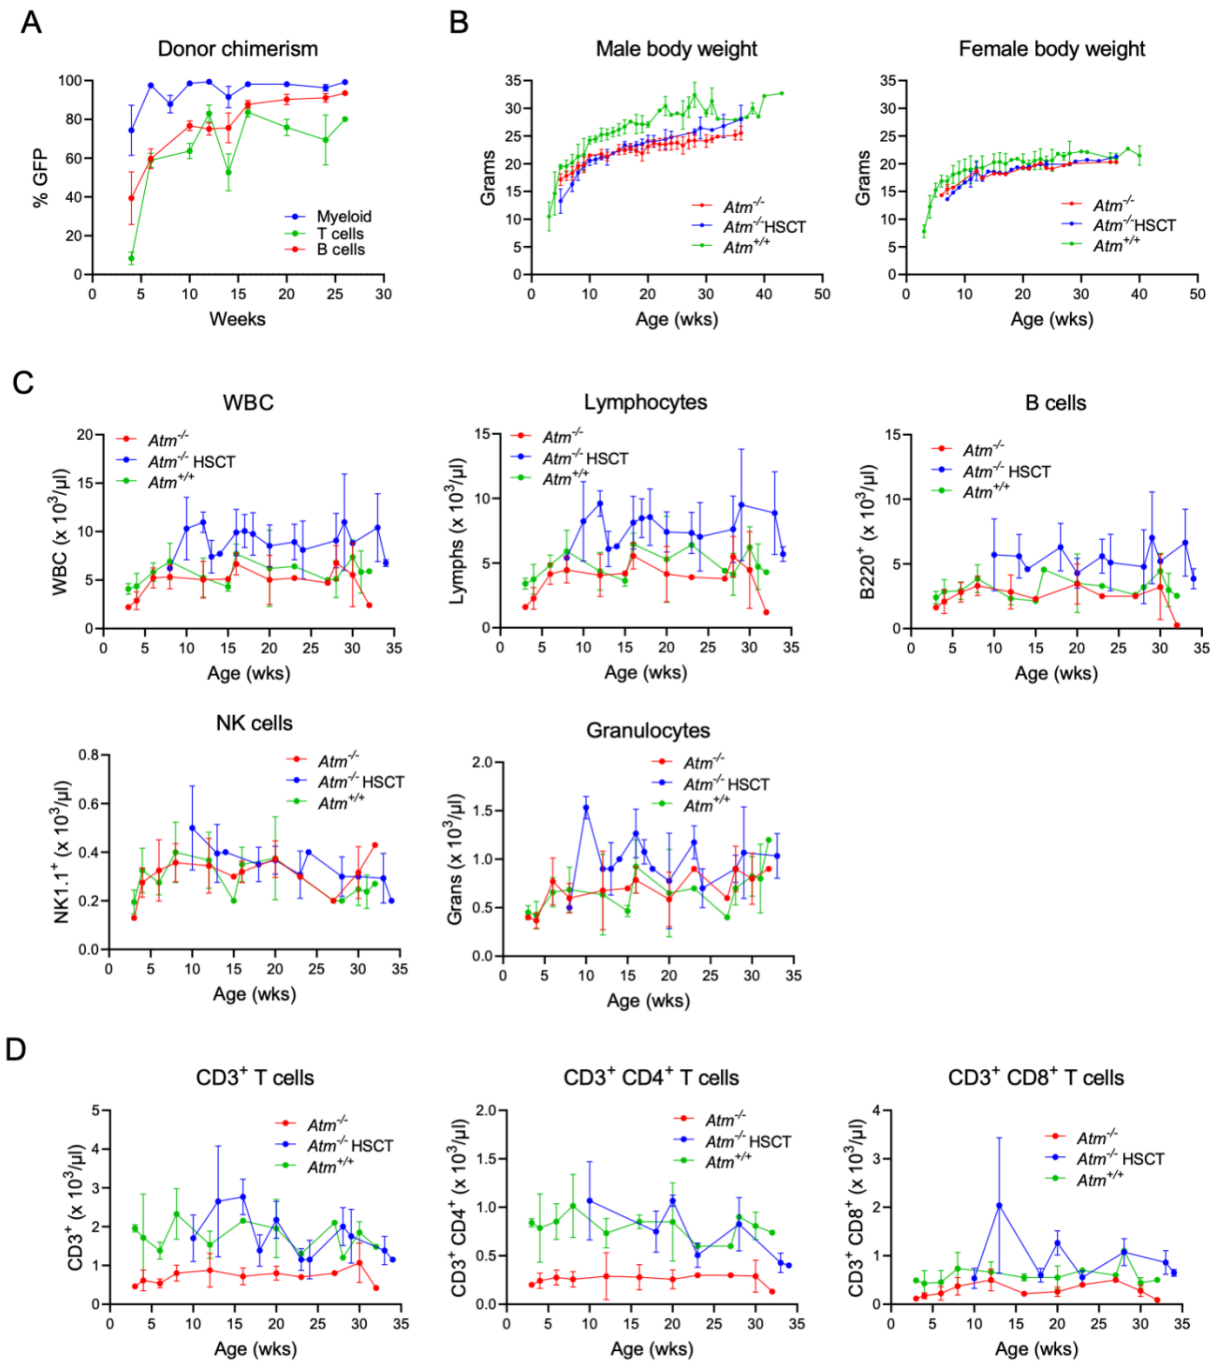 A
Donor chimerism
100
80
60
40
20
0
% GFP
Myeloid
T cells
B cells
0 5 10 15 20 25 30
Weeks
B
Male body weight
35
30
25
20
15
10
5
0
Grams
Atm-/-
Atm-/-HSCT
Atm+/+
0 10 20 30 40 50
Age (wks)
Female body weight
35
30
25
20
15
10
5
0
Grams
Atm-/-
Atm-/-HSCT
Atm+/+
0 10 20 30 40 50
Age (wks)
C
WBC
Atm-/-
Atm-/- HSCT
Atm+/+
20
15
10
5
0
WBC (x 10³/µl)
0 5 10 15 20 25 30 35
Age (wks)
Lymphocytes
Atm-/-
Atm-/- HSCT
Atm+/+
15
10
5
0
Lymphs (x 10³/µl)
0 5 10 15 20 25 30 35
Age (wks)
B cells
Atm-/-
Atm-/- HSCT
Atm+/+
15
10
5
0
B220⁺ (x 10³/µl)
0 5 10 15 20 25 30 35
Age (wks)
NK cells
Atm-/-
Atm-/- HSCT
Atm+/+
0.8
0.6
0.4
0.2
0.0
NK1.1⁺ (x 10³/µl)
0 5 10 15 20 25 30 35
Age (wks)
Granulocytes
Atm-/-
Atm-/- HSCT
Atm+/+
2.0
1.5
1.0
0.5
0.0
Grans (x 10³/µl)
0 5 10 15 20 25 30 35
Age (wks)
D
CD3⁺ T cells
Atm-/-
Atm-/- HSCT
Atm+/+
5
4
3
2
1
0
CD3⁺ (x 10³/µl)
0 5 10 15 20 25 30 35
Age (wks)
CD3⁺ CD4⁺ T cells
Atm-/-
Atm-/- HSCT
Atm+/+
2.0
1.5
1.0
0.5
0.0
CD3⁺ CD4⁺ (x 10³/µl)
0 5 10 15 20 25 30 35
Age (wks)
CD3⁺ CD8⁺ T cells
Atm-/-
Atm-/- HSCT
Atm+/+
4
3
2
1
0
CD3⁺ CD8⁺ (x 10³/µl)
0 5 10 15 20 25 30 35
Age (wks)